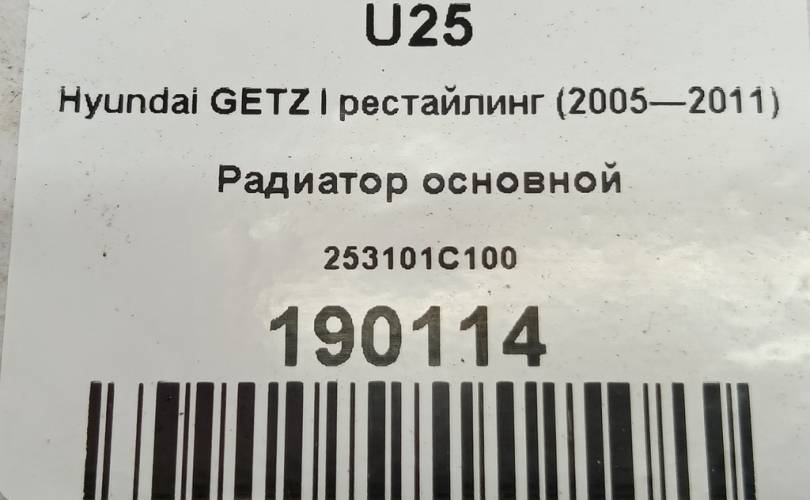 U25
Hyundai GETZ I рестайлинг (2005—2011)
Радиатор основной
253101C100
190114